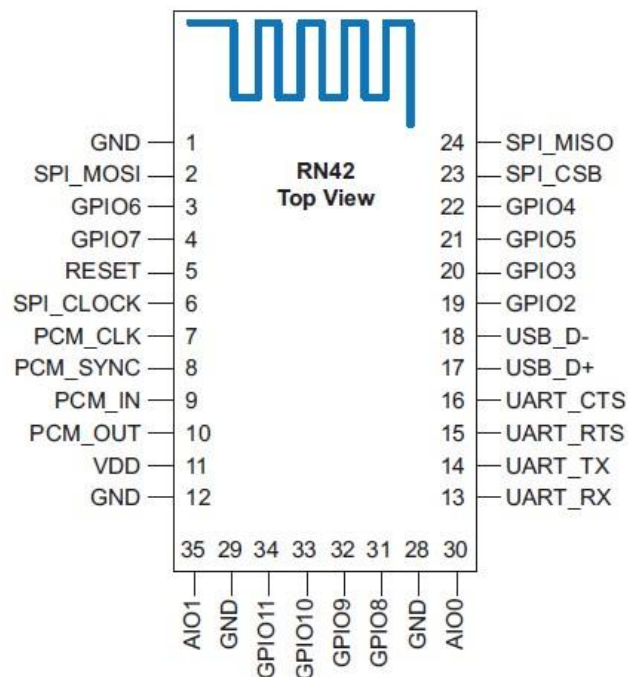 GND 1 24 SPI_MISO
RN42
SPI_MOSI 2 23 SPI_CSB
Top View
GPIO6 3 22 GPIO4
GPIO7 4 21 GPIO5
RESET 5 20 GPIO3
SPI_CLOCK 6 19 GPIO2
PCM_CLK 7 18 USB_D-
PCM_SYNC 8 17 USB_D+
PCM_IN 9 16 UART_CTS
PCM_OUT 10 15 UART_RTS
VDD 11 14 UART_TX
GND 12 13 UART_RX
35 29 34 33 32 31 28 30
AIO1 GND GPIO11 GPIO10 GPIO9 GPIO8 GND AIO0